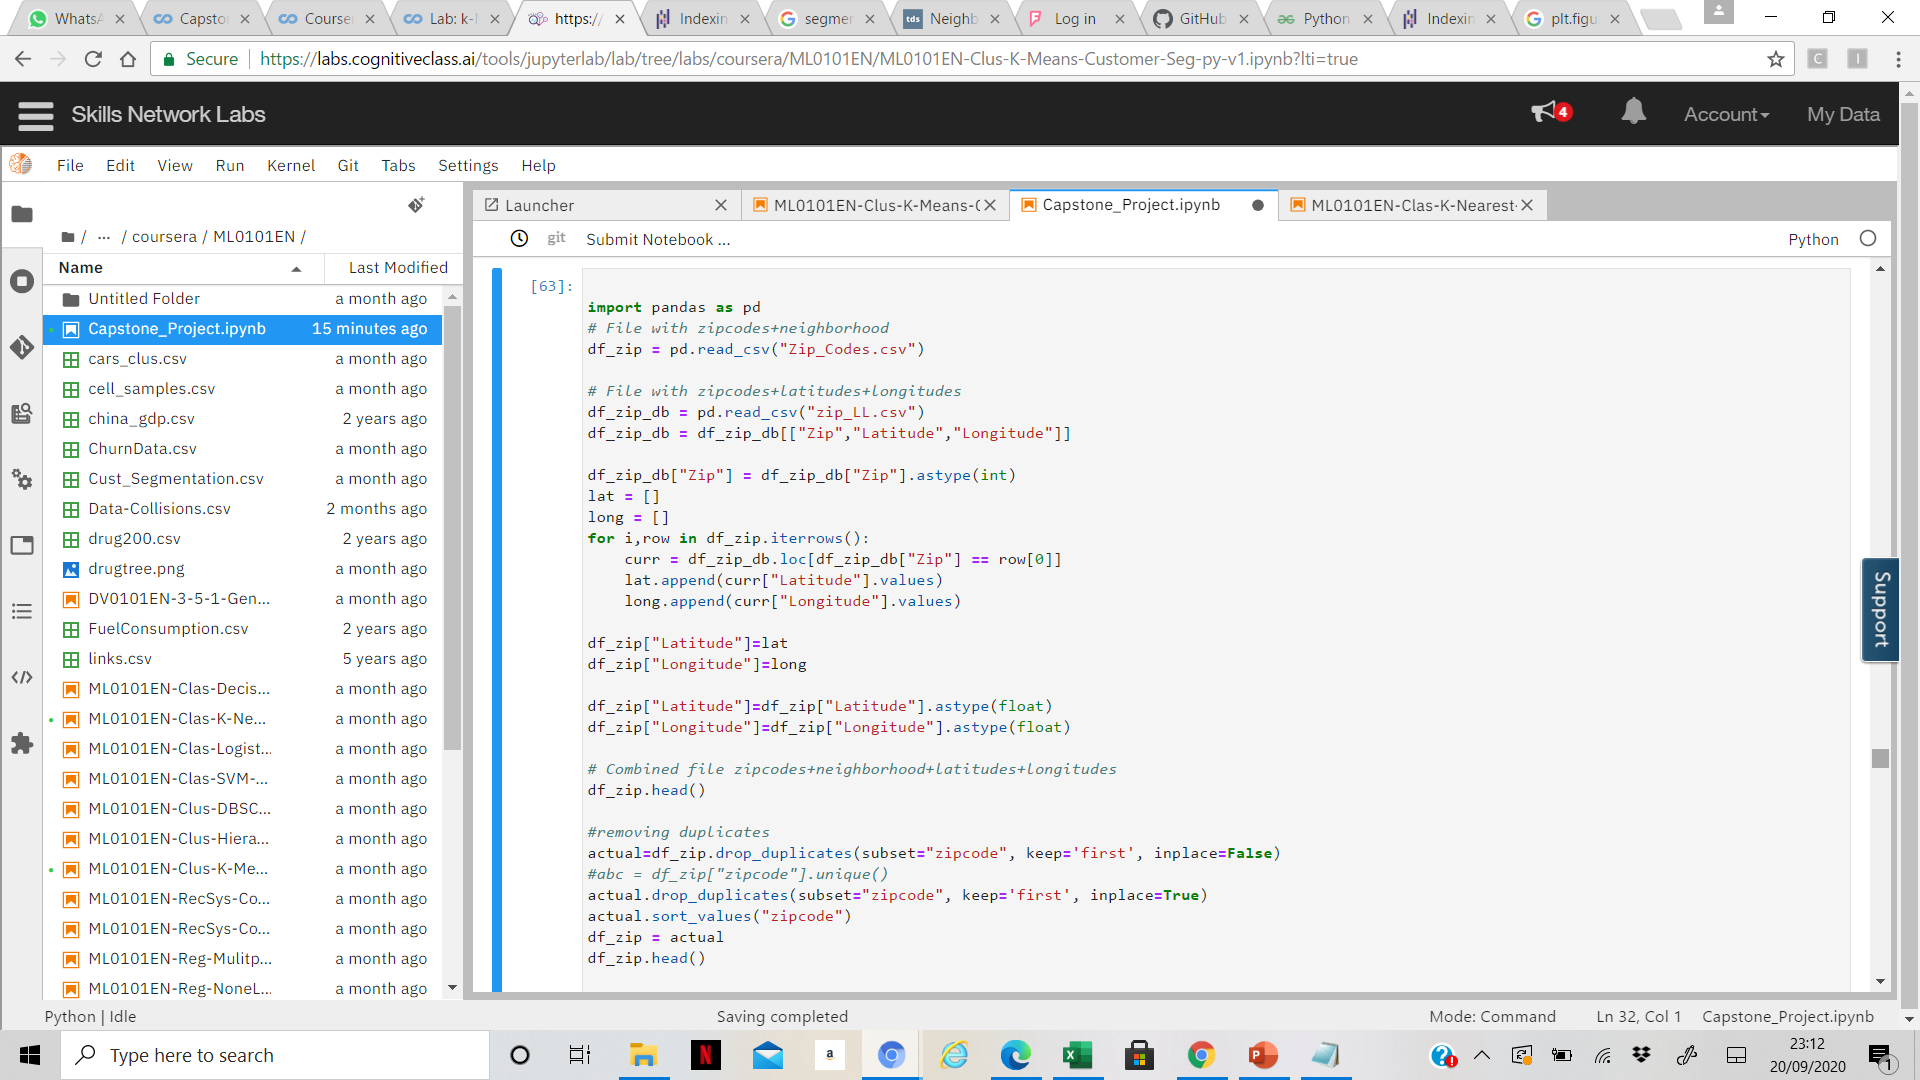 WhatsA
Capsto
Course
Lab: k-
https:/
Indexin
segmen
tds
Neighb
Log in
GitHub
Python
Indexin
plt.figu
Secure
https://labs.cognitiveclass.ai/tools/jupyterlab/lab/tree/labs/coursera/ML0101EN/ML0101EN-Clus-K-Means-Customer-Seg-py-v1.ipynb?lti=true
C
I
Skills Network Labs
4
Account
My Data
File Edit View Run Kernel Git Tabs Settings Help
/ ... / coursera / ML0101EN /
Name Last Modified
Untitled Folder a month ago
Capstone_Project.ipynb 15 minutes ago
cars_clus.csv a month ago
cell_samples.csv a month ago
china_gdp.csv 2 years ago
ChurnData.csv a month ago
Cust_Segmentation.csv a month ago
Data-Collisions.csv 2 months ago
drug200.csv 2 years ago
drugtree.png a month ago
DV0101EN-3-5-1-Gen... a month ago
FuelConsumption.csv 2 years ago
links.csv 5 years ago
ML0101EN-Clas-Decis... a month ago
ML0101EN-Clas-K-Ne... a month ago
ML0101EN-Clas-Logist... a month ago
ML0101EN-Clas-SVM-... a month ago
ML0101EN-Clus-DBSC... a month ago
ML0101EN-Clus-Hiera... a month ago
ML0101EN-Clus-K-Me... a month ago
ML0101EN-RecSys-Co... a month ago
ML0101EN-RecSys-Co... a month ago
ML0101EN-Reg-Mulitp... a month ago
ML0101EN-Reg-NoneL... a month ago
Launcher
ML0101EN-Clus-K-Means-C
Capstone_Project.ipynb
ML0101EN-Clas-K-Nearest-
git Submit Notebook ...
Python
[63]:
import pandas as pd
# File with zipcodes+neighborhood
df_zip = pd.read_csv("Zip_Codes.csv")
# File with zipcodes+latitudes+longitudes
df_zip_db = pd.read_csv("zip_LL.csv")
df_zip_db = df_zip_db[["Zip","Latitude","Longitude"]]
df_zip_db["Zip"] = df_zip_db["Zip"].astype(int)
lat = []
long = []
for i,row in df_zip.iterrows():
    curr = df_zip_db.loc[df_zip_db["Zip"] == row[0]]
    lat.append(curr["Latitude"].values)
    long.append(curr["Longitude"].values)
df_zip["Latitude"]=lat
df_zip["Longitude"]=long
df_zip["Latitude"]=df_zip["Latitude"].astype(float)
df_zip["Longitude"]=df_zip["Longitude"].astype(float)
# Combined file zipcodes+neighborhood+latitudes+longitudes
df_zip.head()
#removing duplicates
actual=df_zip.drop_duplicates(subset="zipcode", keep='first', inplace=False)
#abc = df_zip["zipcode"].unique()
actual.drop_duplicates(subset="zipcode", keep='first', inplace=True)
actual.sort_values("zipcode")
df_zip = actual
df_zip.head()
Support
Python | Idle
Saving completed
Mode: Command
Ln 32, Col 1
Capstone_Project.ipynb
Type here to search
23:12
20/09/2020
1